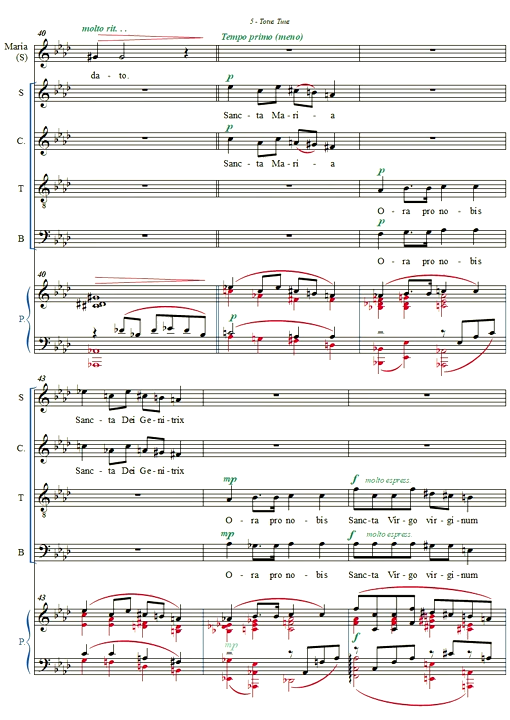 5 - Tone Twe
molto rit. . .
40
Tempo primo (meno)
Maria
(S)
da - to.
S
p
Sanc - ta Ma - ri - a
C.
p
Sanc - ta Ma - ri - a
T
p
O - ra pro no - bis
B
p
O - ra pro no - bis
40
P.
p
43
S
Sanc - ta Dei Ge - ni - trix
C.
Sanc - ta Dei Ge - ni - trix
T
mp
f molto espress.
O - ra pro no - bis Sanc - ta Vir - go vir - gi - num
B
mp
f molto espress.
O - ra pro no - bis Sanc - ta Vir - go vir - gi - num
43
P.
mp
f